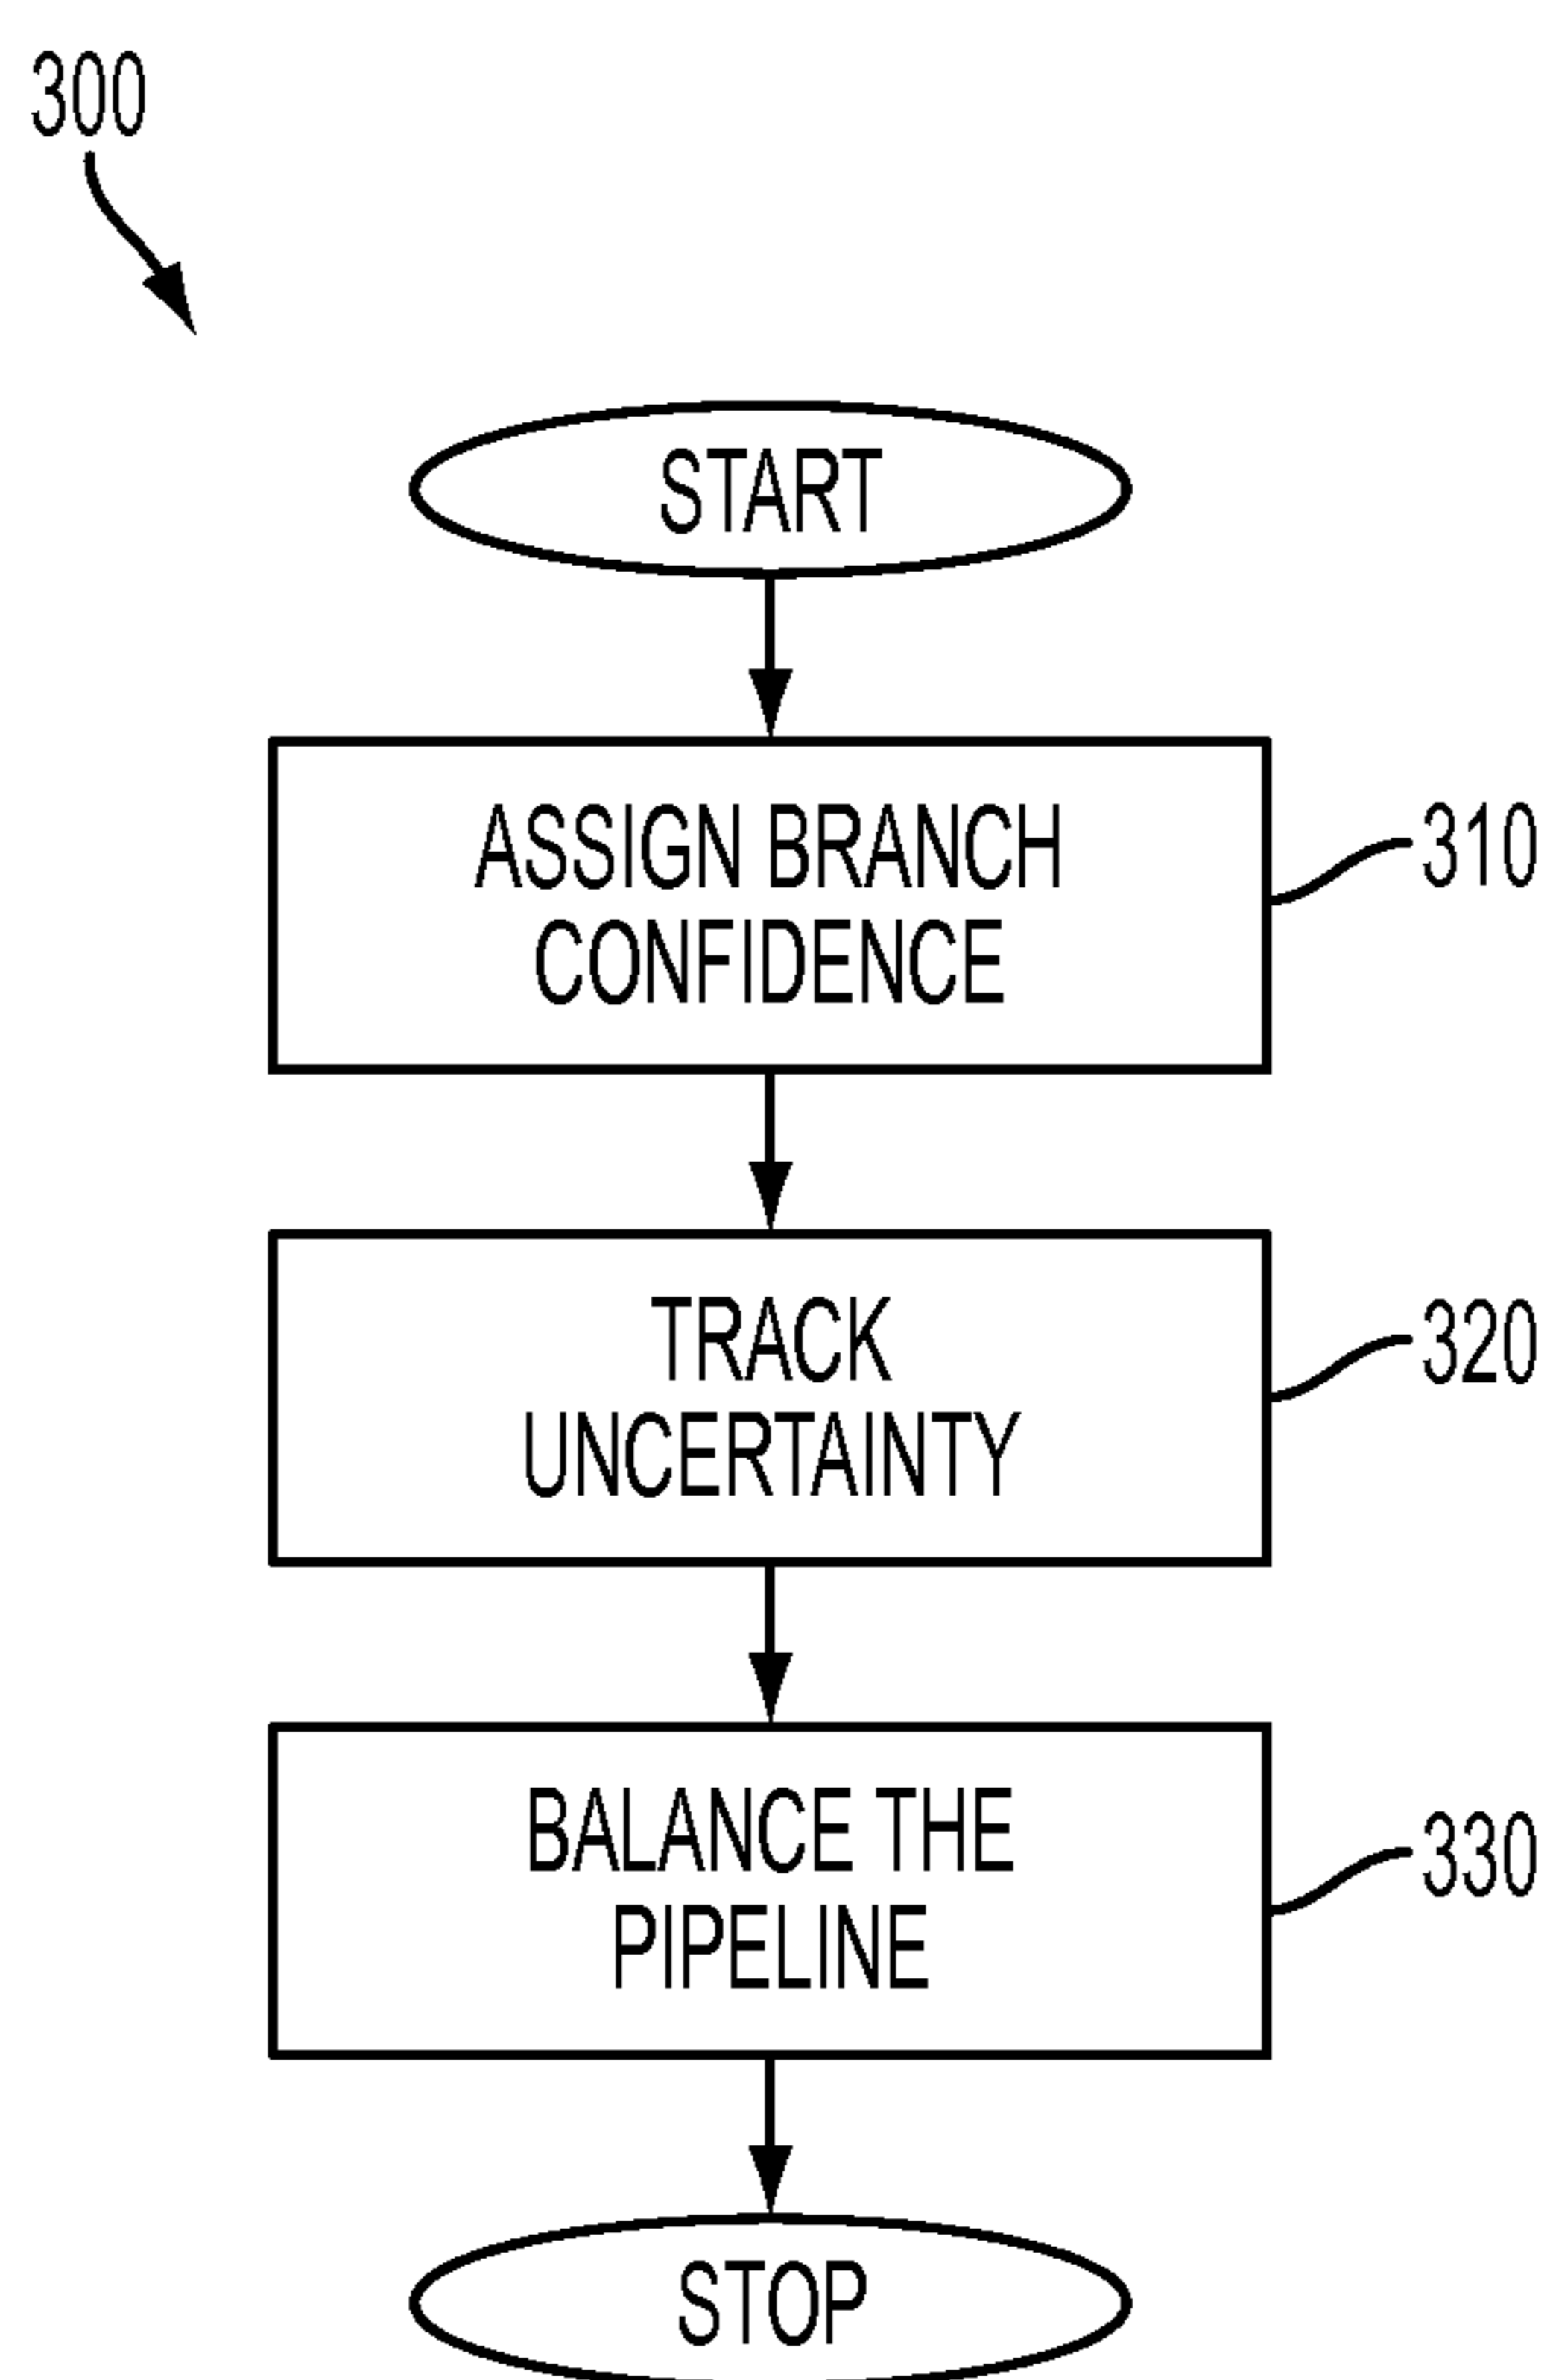 300
START
ASSIGN BRANCH
CONFIDENCE
310
TRACK
UNCERTAINTY
320
BALANCE THE
PIPELINE
330
STOP